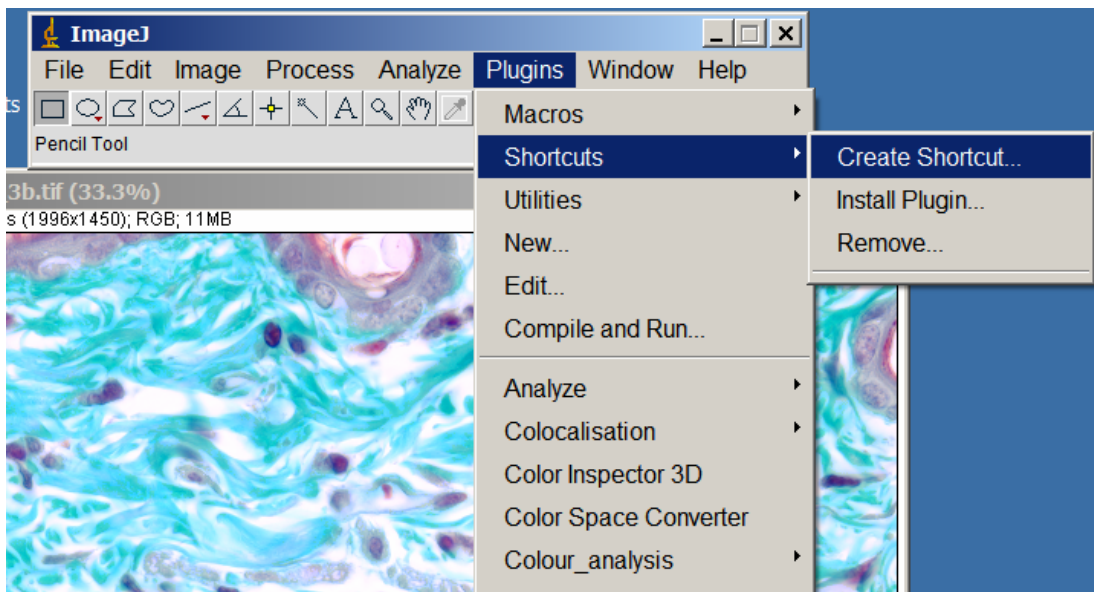 ImageJ
File Edit Image Process Analyze Plugins Window Help
ts
A
Pencil Tool
3b.tif (33.3%)
s (1996x1450); RGB; 11MB
Macros
Shortcuts
Utilities
New...
Edit...
Compile and Run...
Analyze
Colocalisation
Color Inspector 3D
Color Space Converter
Colour_analysis
Create Shortcut...
Install Plugin...
Remove...